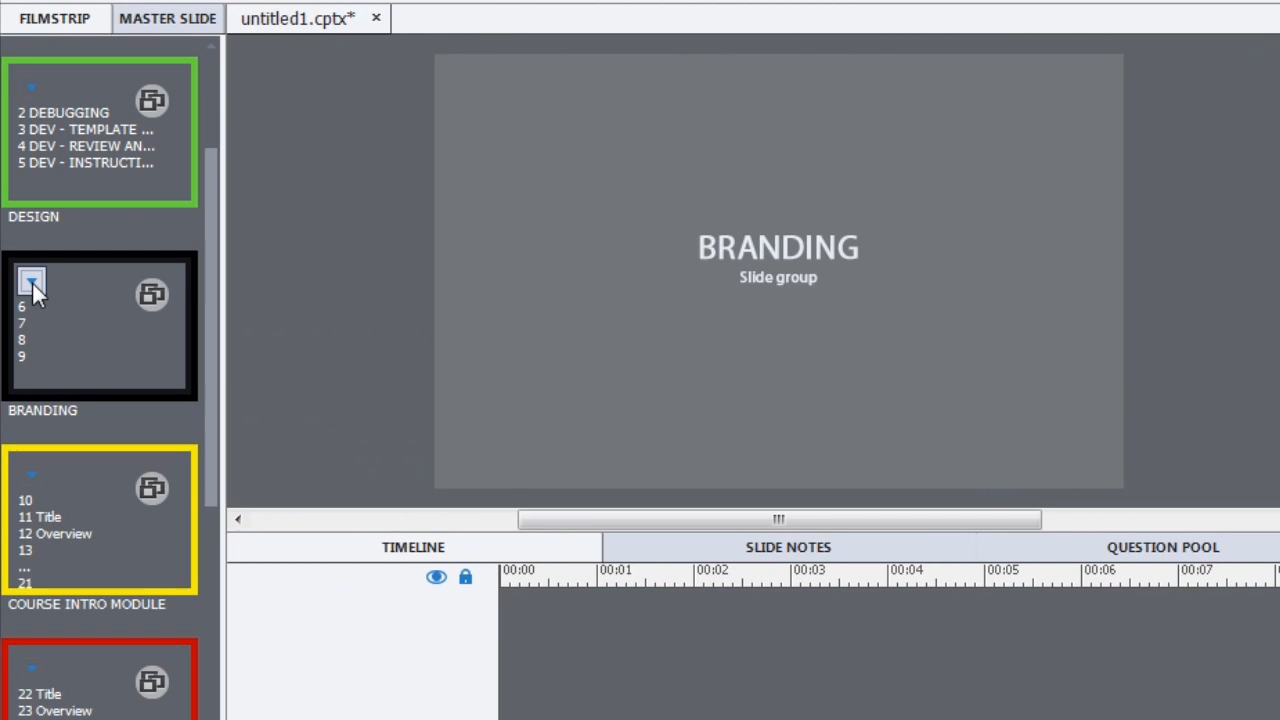 FILMSTRIP
MASTER SLIDE
untitled1.cptx*
2 DEBUGGING
3 DEV - TEMPLATE ...
4 DEV - REVIEW AN...
5 DEV - INSTRUCTI...
DESIGN
6
7
8
9
BRANDING
10
11 Title
12 Overview
13
...
21
COURSE INTRO MODULE
22 Title
23 Overview
BRANDING
Slide group
TIMELINE
SLIDE NOTES
QUESTION POOL
00:00 00:01 00:02 00:03 00:04 00:05 00:06 00:07